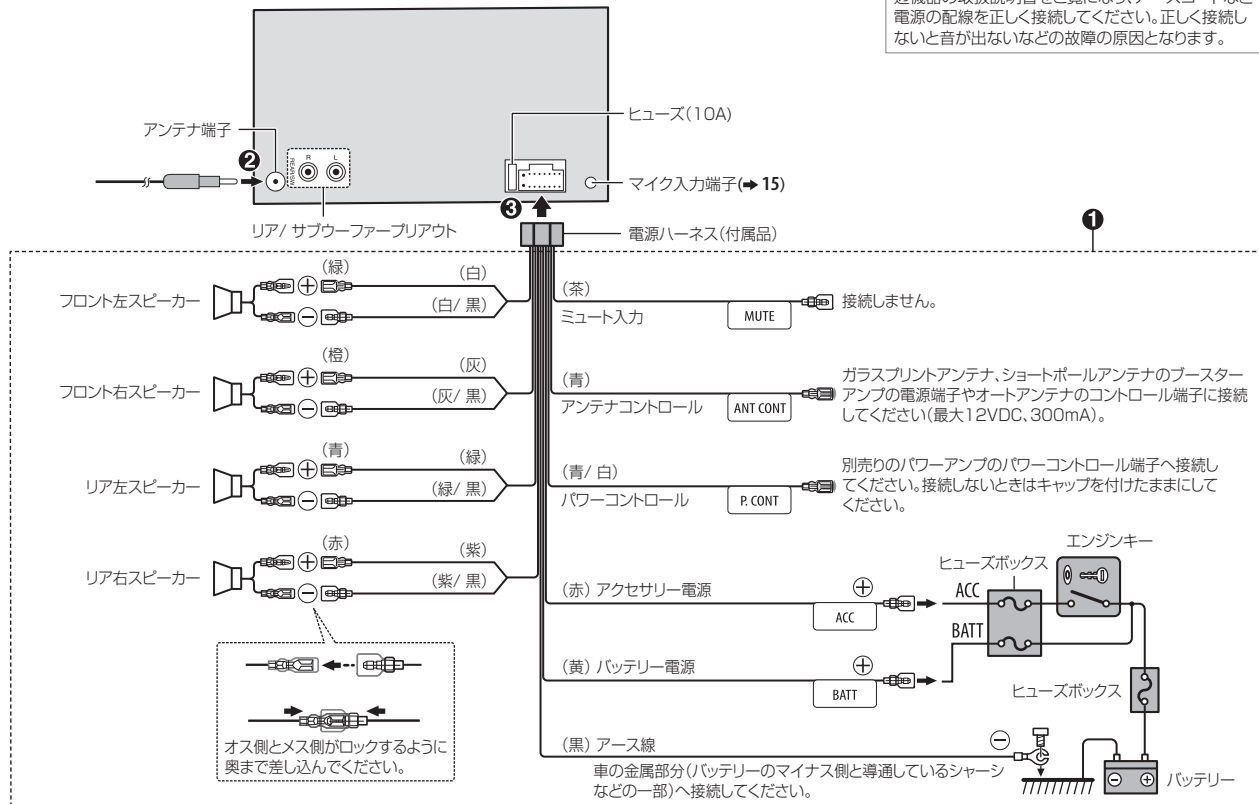 電源の配線を正しく接続してください。正しく接続し
ないと音が出ないなどの故障の原因となります。
アンテナ端子
ヒューズ(10A)
❷
R L
REAR/SW
マイク入力端子(➜ 15)
❸
リア/ サブウーファープリアウト
電源ハーネス(付属品)
❶
フロント左スピーカー
(緑)
(白)
(白/ 黒)
(茶)
ミュート入力
MUTE
接続しません。
フロント右スピーカー
(橙)
(灰)
(灰/ 黒)
(青)
アンテナコントロール
ANT CONT
ガラスプリントアンテナ、ショートポールアンテナのブースター
アンプの電源端子やオートアンテナのコントロール端子に接続
してください(最大12VDC、300mA)。
リア左スピーカー
(青)
(緑)
(緑/ 黒)
(青/ 白)
パワーコントロール
P. CONT
別売りのパワーアンプのパワーコントロール端子へ接続し
てください。接続しないときはキャップを付けたままにして
ください。
リア右スピーカー
(赤)
(紫)
(紫/ 黒)
(赤) アクセサリー電源
⊕
ACC
ヒューズボックス
エンジンキー
ACC
BATT
(黄) バッテリー電源
⊕
BATT
ヒューズボックス
オス側とメス側がロックするように
奥まで差し込んでください。
(黒) アース線
⊖
車の金属部分(バッテリーのマイナス側と導通しているシャーシ
などの一部)へ接続してください。
⊖ ⊕
バッテリー